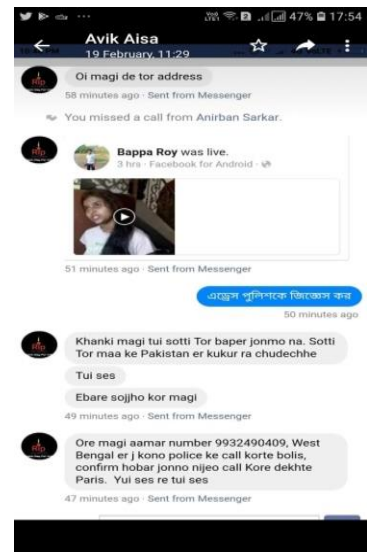 47% 17:54
Avik Aisa
19 February, 11:29
Oi magi de tor address
58 minutes ago · Sent from Messenger
You missed a call from Anirban Sarkar.
Bappa Roy was live.
3 hrs · Facebook for Android ·
51 minutes ago · Sent from Messenger
এড্রেস পুলিশকে জিজ্ঞেস কর
50 minutes ago
Khanki magi tui sotti Tor baper jonmo na. Sotti
Tor maa ke Pakistan er kukur ra chudechhe
Tui ses
Ebare sojjho kor magi
49 minutes ago · Sent from Messenger
Ore magi aamar number 9932490409, West
Bengal er j kono police ke call korte bolis,
confirm hobar jonno nijeo call Kore dekhte
Paris. Yui ses re tui ses
47 minutes ago · Sent from Messenger